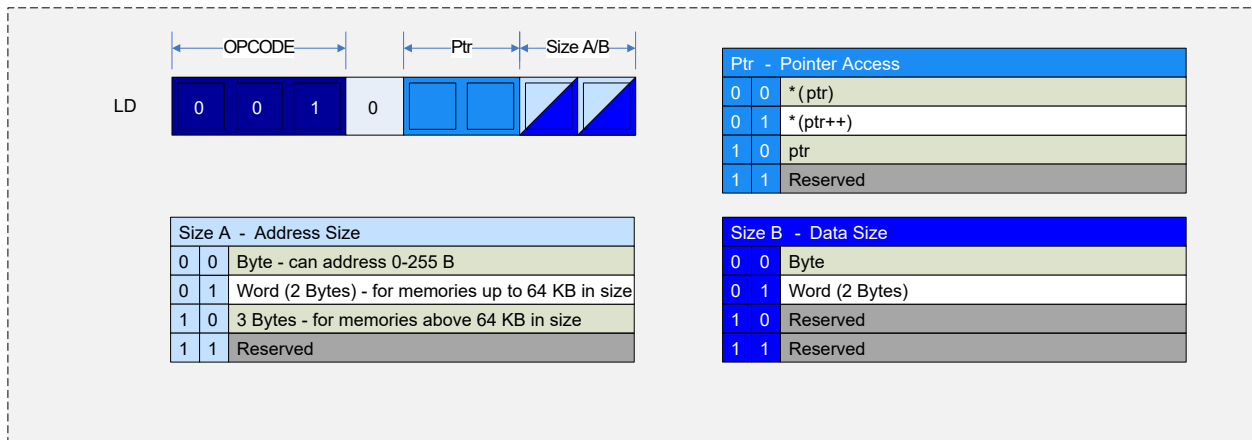 OPCODE Ptr Size A/B
LD 0 0 1 0
Ptr - Pointer Access
0 0 *(ptr)
0 1 *(ptr++)
1 0 ptr
1 1 Reserved
Size A - Address Size
0 0 Byte - can address 0-255 B
0 1 Word (2 Bytes) - for memories up to 64 KB in size
1 0 3 Bytes - for memories above 64 KB in size
1 1 Reserved
Size B - Data Size
0 0 Byte
0 1 Word (2 Bytes)
1 0 Reserved
1 1 Reserved